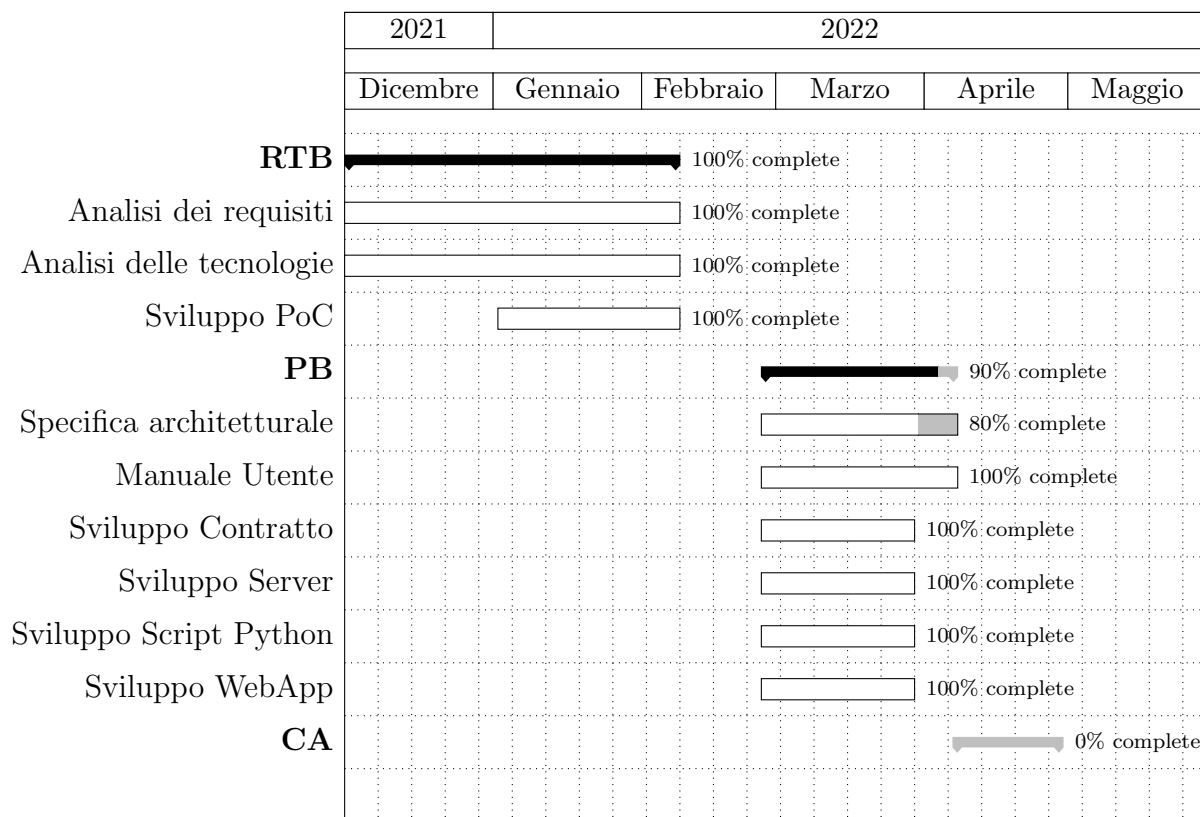 2021 2022
Dicembre Gennaio Febbraio Marzo Aprile Maggio
RTB 100% complete
Analisi dei requisiti 100% complete
Analisi delle tecnologie 100% complete
Sviluppo PoC 100% complete
PB 90% complete
Specifica architetturale 80% complete
Manuale Utente 100% complete
Sviluppo Contratto 100% complete
Sviluppo Server 100% complete
Sviluppo Script Python 100% complete
Sviluppo WebApp 100% complete
CA 0% complete